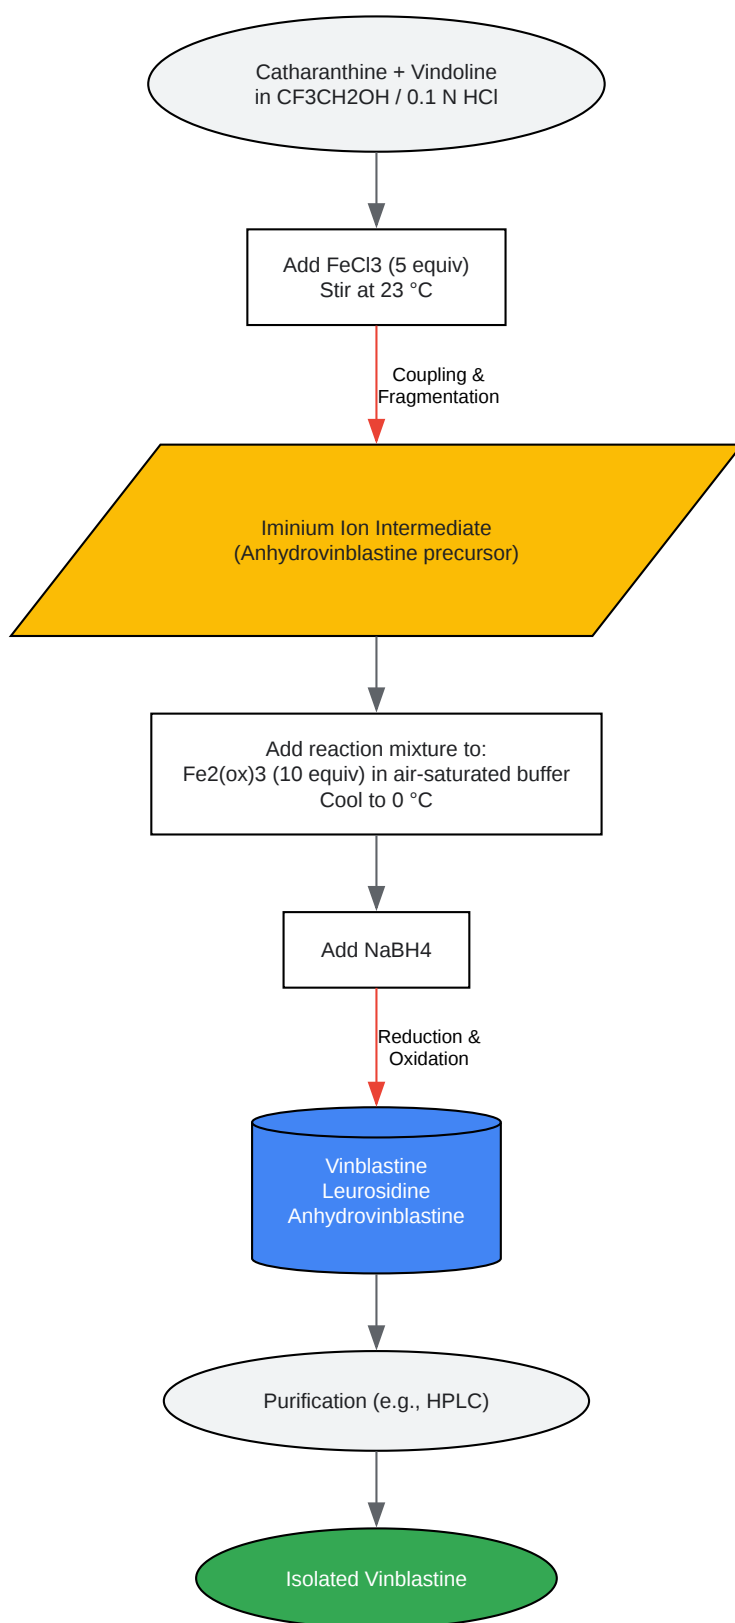 Catharanthine + Vindoline
in CF3CH2OH / 0.1 N HCl
Add FeCl3 (5 equiv)
Stir at 23 °C
Coupling &
Fragmentation
Iminium Ion Intermediate
(Anhydrovinblastine precursor)
Add reaction mixture to:
Fe2(ox)3 (10 equiv) in air-saturated buffer
Cool to 0 °C
Add NaBH4
Reduction &
Oxidation
Vinblastine
Leurosidine
Anhydrovinblastine
Purification (e.g., HPLC)
Isolated Vinblastine